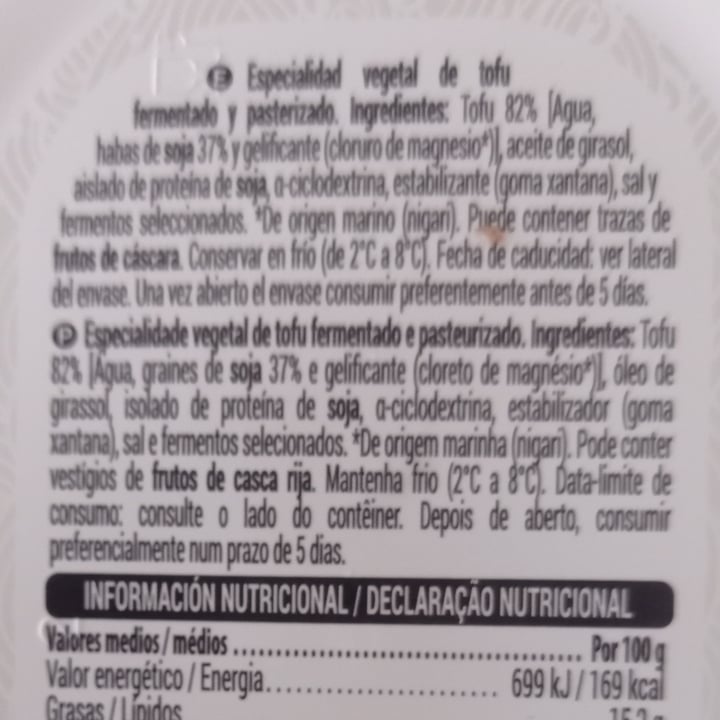 E Especialidad vegetal de tofu
fermentado y pasterizado. Ingredientes: Tofu 82% [Agua,
habas de soja 37% y gelificante (cloruro de magnesio*)], aceite de girasol,
aislado de proteína de soja, α-ciclodextrina, estabilizante (goma xantana), sal y
fermentos seleccionados. *De origen marino (nigari). Puede contener trazas de
frutos de cáscara. Conservar en frío (de 2°C a 8°C). Fecha de caducidad: ver lateral
del envase. Una vez abierto el envase consumir preferentemente antes de 5 días.
P Especialidade vegetal de tofu fermentado e pasteurizado. Ingredientes: Tofu
82% [Água, graines de soja 37% e gelificante (cloreto de magnésio*)], óleo de
girassol, isolado de proteína de soja, α-ciclodextrina, estabilizador (goma
xantana), sal e fermentos selecionados. *De origem marinha (nigari). Pode conter
vestígios de frutos de casca rija. Mantenha frio (2°C a 8°C). Data-limite de
consumo: consulte o lado do contêiner. Depois de aberto, consumir
preferencialmente num prazo de 5 dias.
INFORMACIÓN NUTRICIONAL / DECLARAÇÃO NUTRICIONAL
Valores medios / médios ........................................ Por 100 g
Valor energético / Energia........................ 699 kJ / 169 kcal
Grasas / Lípidos